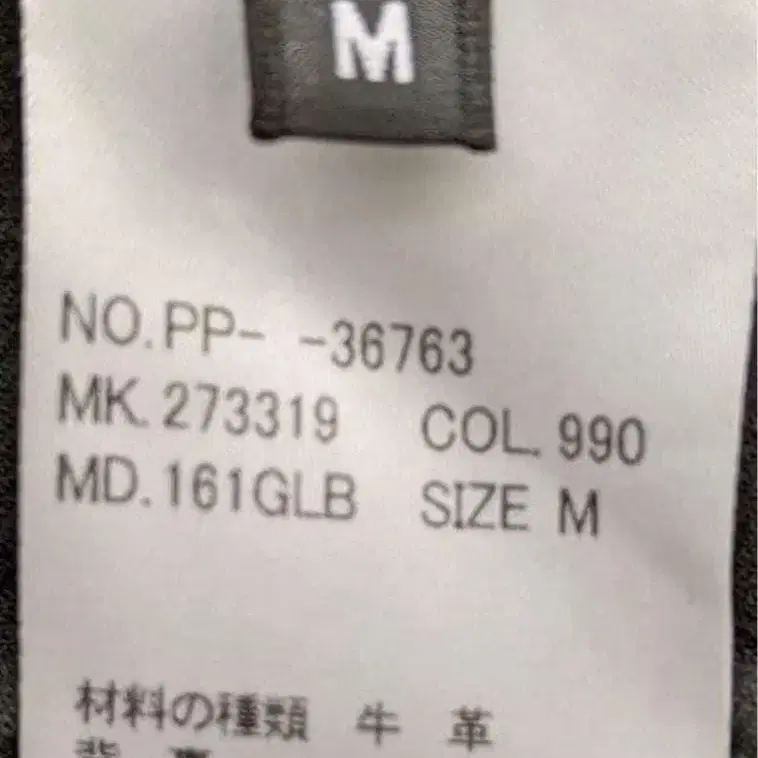 M
NO.PP- -36763
MK.273319 COL.990
MD.161GLB SIZE M
材料の種類 牛 革